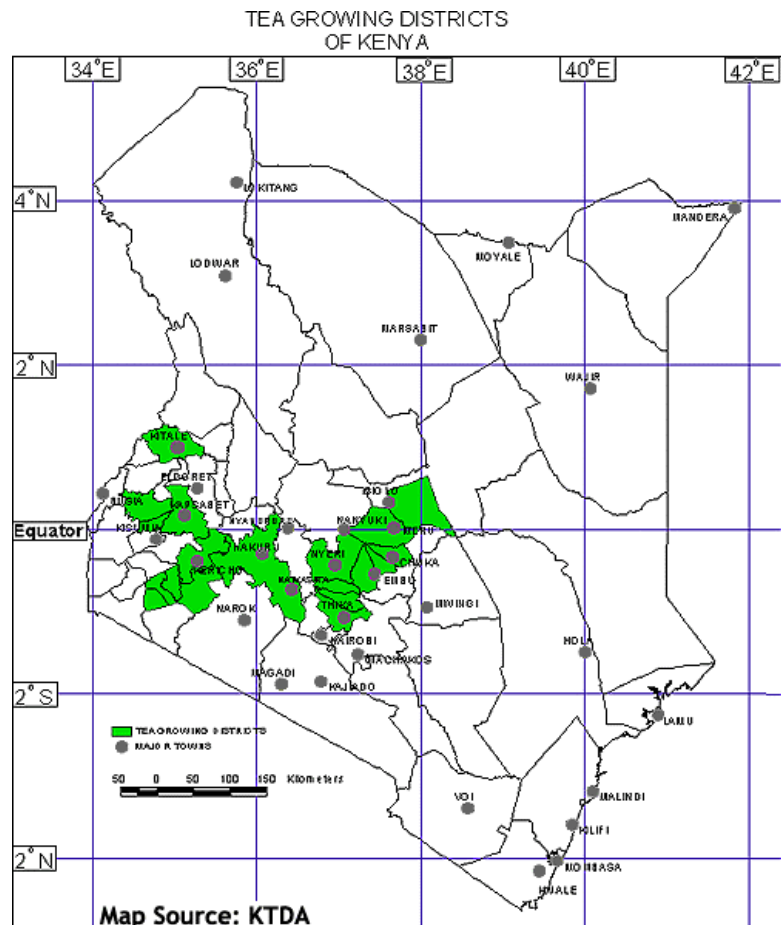 TEA GROWING DISTRICTS
OF KENYA
34°E
36°E
38°E
40°E
42°E
LOKITANG
4°N
MANDERA
MOYALE
LODWAR
MARSABIT
2°N
WAJIR
KITALE
ELDORET
ISIOLO
BUSIA
KAPSABET
NYAHURURU
NANYUKI
MERU
Equator
KISUMU
NAKURU
NYERI
CHUKA
KERICHO
EMBU
NAIVASHA
THIKA
MWINGI
NAROK
NAIROBI
HOLA
MACHAKOS
MAGADI
KAJIADO
2°S
LAMU
TEA GROWING DISTRICTS
MAJOR TOWNS
50 0 50 100 150 Kilometers
VOI
MALINDI
KILIFI
2°N
MOMBASA
KWALE
Map Source: KTDA